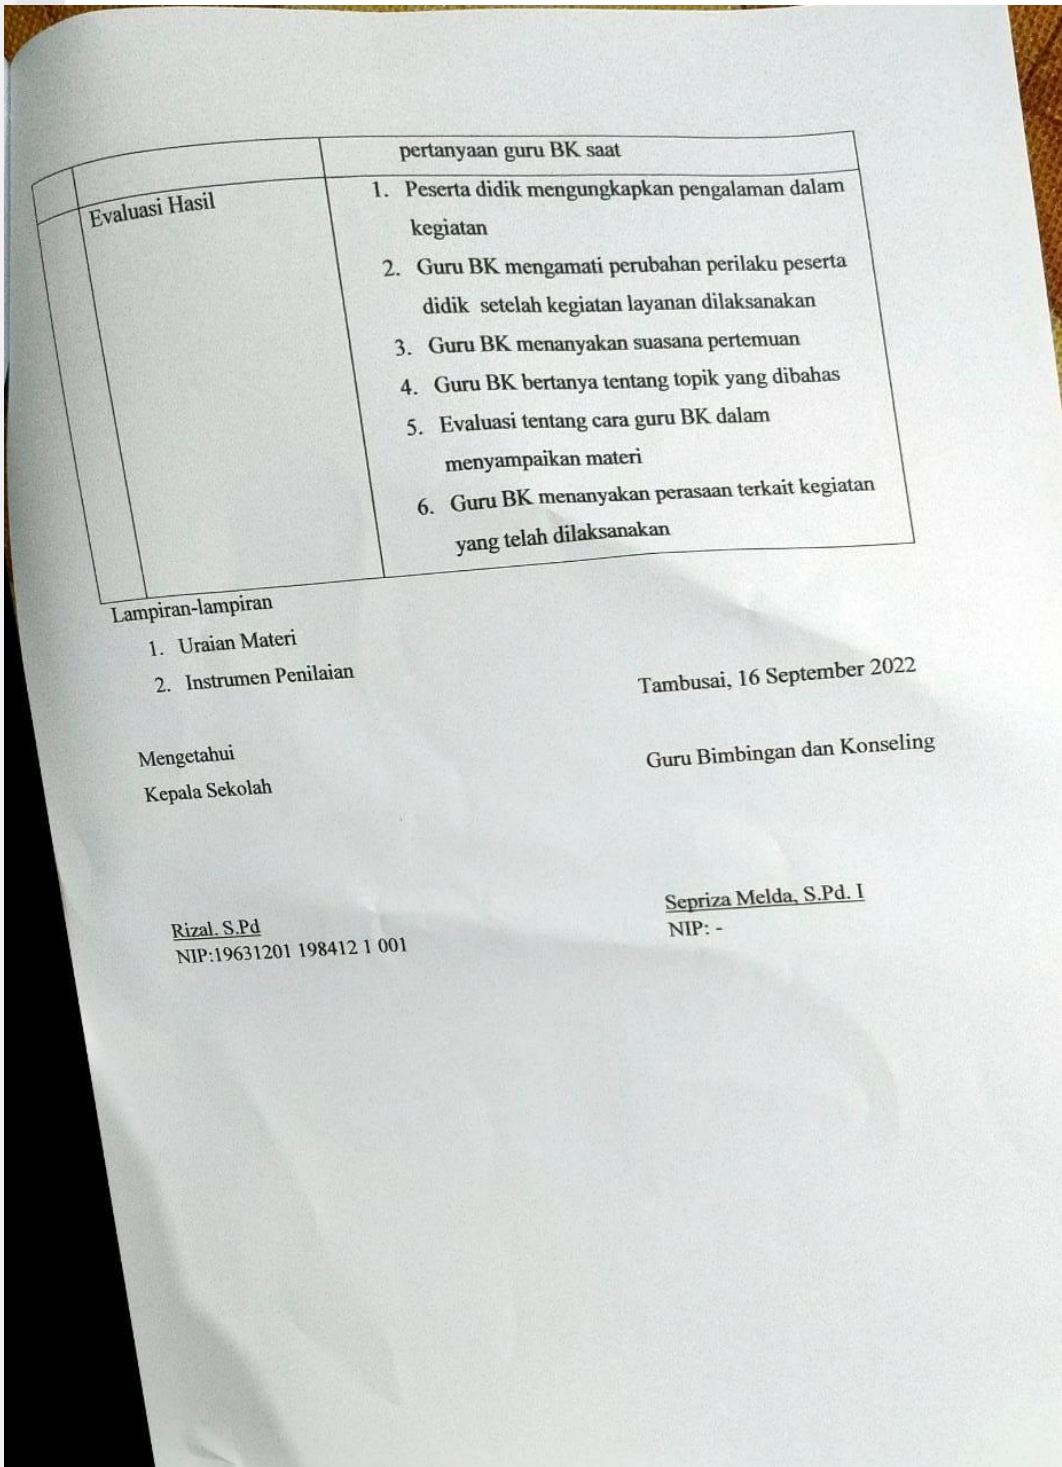 pertanyaan guru BK saat
Evaluasi Hasil
1. Peserta didik mengungkapkan pengalaman dalam
kegiatan
2. Guru BK mengamati perubahan perilaku peserta
didik setelah kegiatan layanan dilaksanakan
3. Guru BK menanyakan suasana pertemuan
4. Guru BK bertanya tentang topik yang dibahas
5. Evaluasi tentang cara guru BK dalam
menyampaikan materi
6. Guru BK menanyakan perasaan terkait kegiatan
yang telah dilaksanakan
Lampiran-lampiran
1. Uraian Materi
2. Instrumen Penilaian
Tambusai, 16 September 2022
Mengetahui
Kepala Sekolah
Guru Bimbingan dan Konseling
Rizal. S.Pd
NIP:19631201 198412 1 001
Sepriza Melda, S.Pd. I
NIP: -